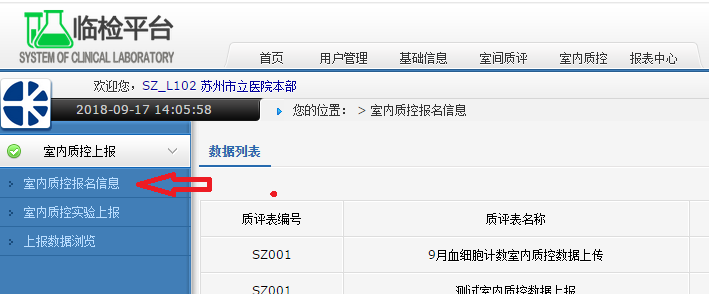 临检平台
SYSTEM OF CLINICAL LABORATORY
首页 用户管理 基础信息 室间质评 室内质控 报表中心
欢迎您，SZ_L102 苏州市立医院本部
2018-09-17 14:05:58
您的位置： > 室内质控报名信息
室内质控上报
室内质控报名信息
室内质控实验上报
上报数据浏览
数据列表
质评表编号 质评表名称
SZ001 9月血细胞计数室内质控数据上传
SZ001 测试室内质控数据上报